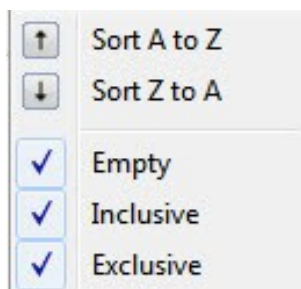 Sort A to Z
Sort Z to A
Empty
Inclusive
Exclusive